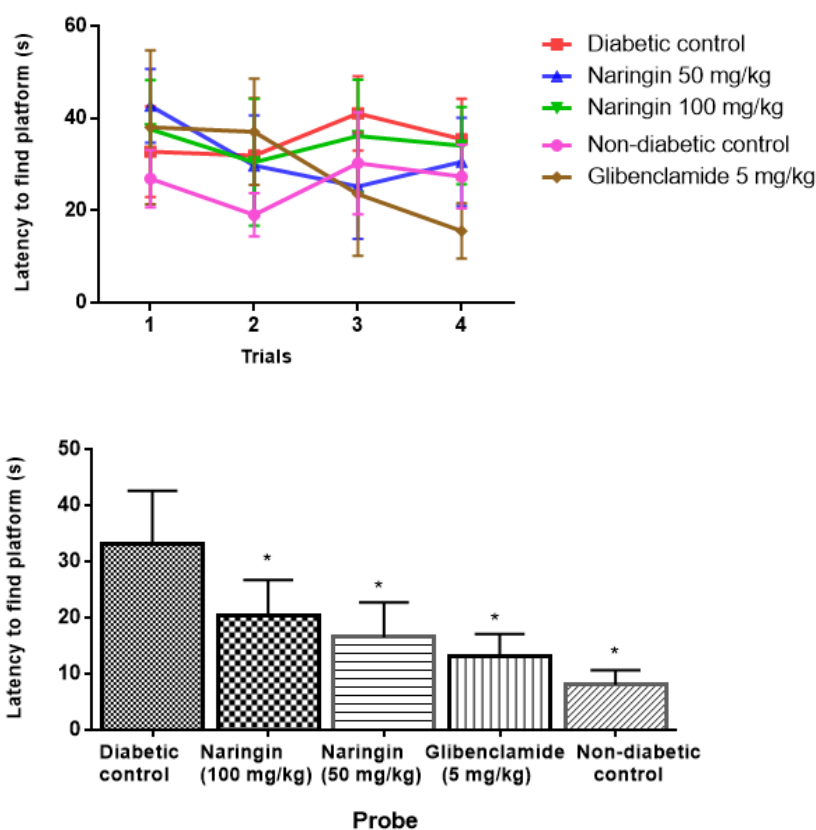 Latency to find platform (s)
60
40
20
0
1 2 3 4
Trials
Diabetic control
Naringin 50 mg/kg
Naringin 100 mg/kg
Non-diabetic control
Glibenclamide 5 mg/kg
Latency to find platform (s)
50
40
30
20
10
0
* * * *
Diabetic Naringin Naringin Glibenclamide Non-diabetic
control (100 mg/kg) (50 mg/kg) (5 mg/kg) control
Probe